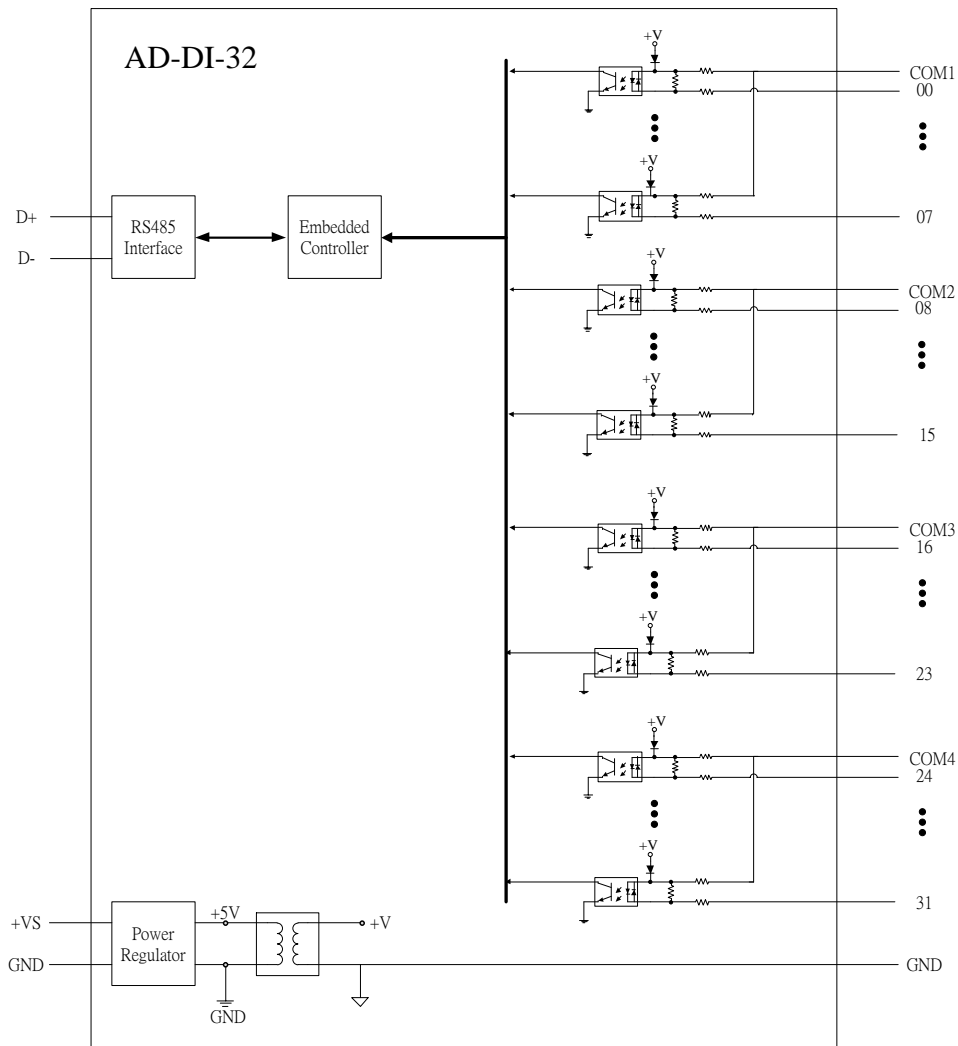 AD-DI-32
+V
COM1
00
+V
07
D+
D-
RS485
Interface
Embedded
Controller
+V
COM2
08
+V
15
+V
COM3
16
+V
23
+V
COM4
24
+V
31
+VS
GND
Power
Regulator
+5V
GND
+V
GND